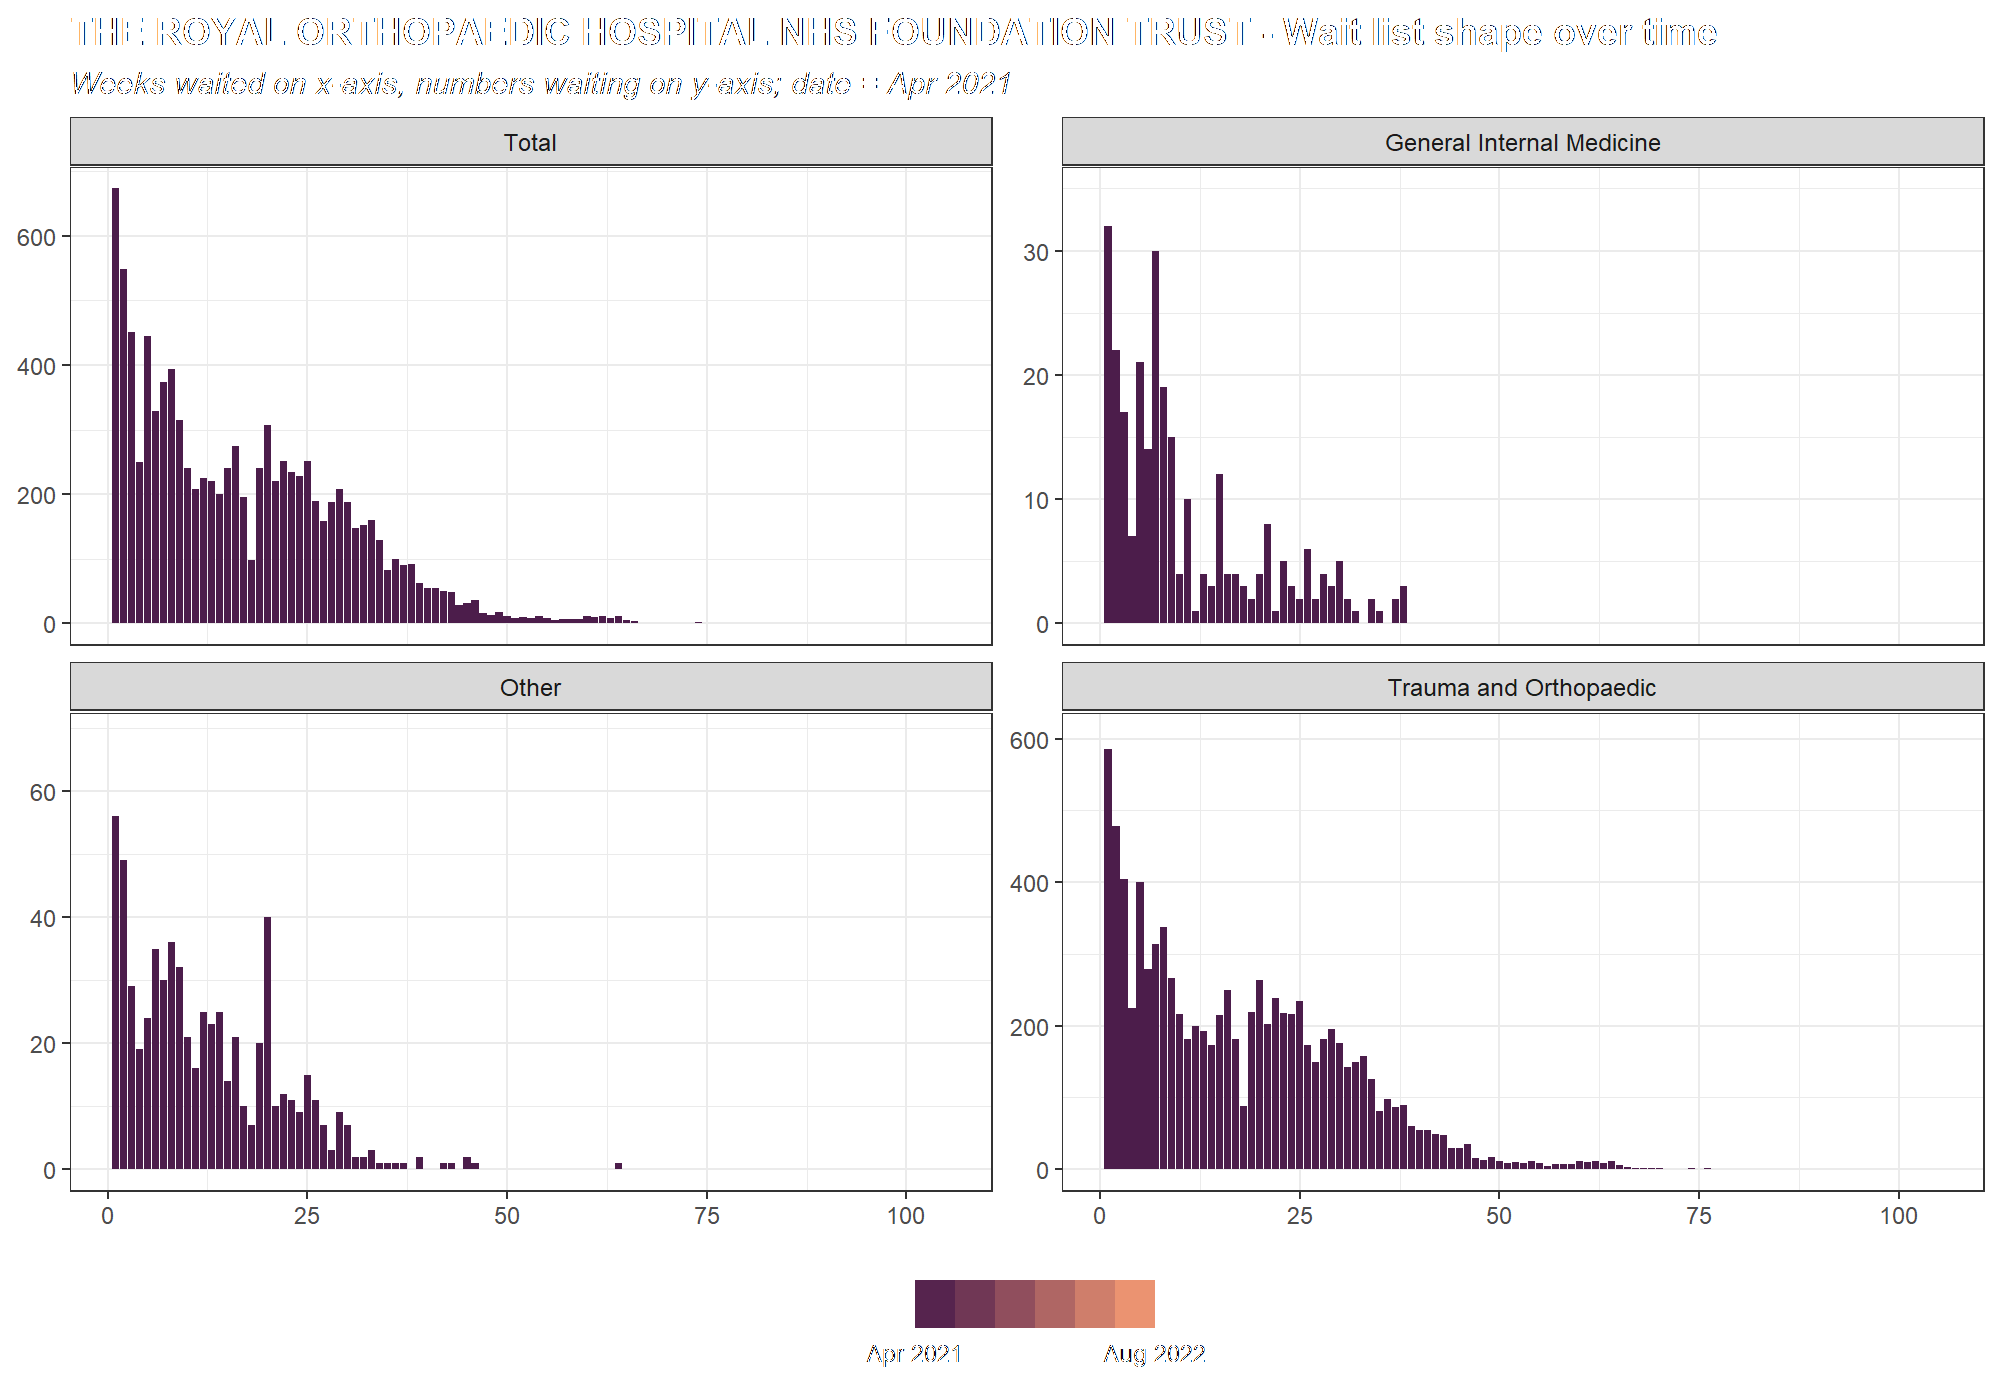 THE ROYAL ORTHOPAEDIC HOSPITAL NHS FOUNDATION TRUST - Wait list shape over time
Weeks waited on x-axis, numbers waiting on y-axis; date = Apr 2021
Total
General Internal Medicine
600
400
200
0
30
20
10
0
Other
Trauma and Orthopaedic
60
40
20
0
600
400
200
0
0 25 50 75 100
0 25 50 75 100
Apr 2021 Aug 2022